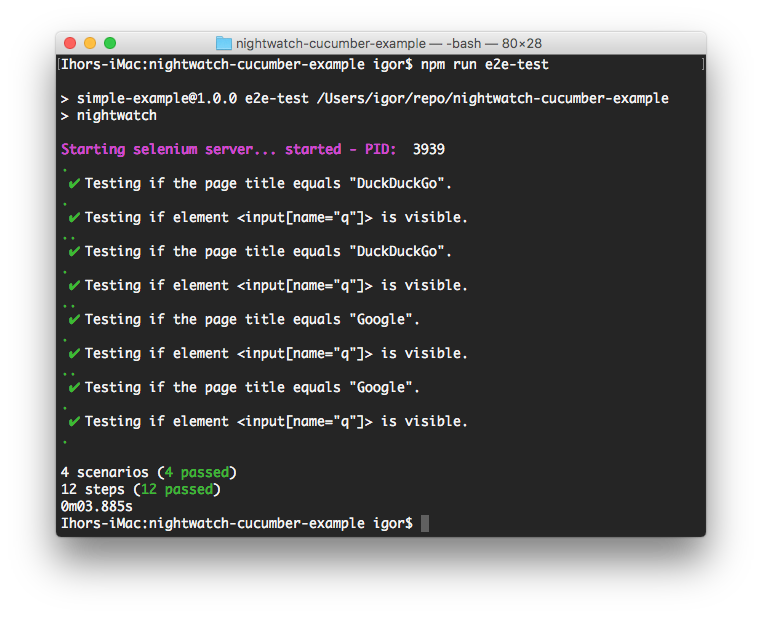 nightwatch-cucumber-example — -bash — 80×28
[Ihors-iMac:nightwatch-cucumber-example igor$ npm run e2e-test ]
> simple-example@1.0.0 e2e-test /Users/igor/repo/nightwatch-cucumber-example
> nightwatch
Starting selenium server... started - PID:  3939
.
✔ Testing if the page title equals "DuckDuckGo".
.
✔ Testing if element <input[name="q"]> is visible.
..
✔ Testing if the page title equals "DuckDuckGo".
.
✔ Testing if element <input[name="q"]> is visible.
..
✔ Testing if the page title equals "Google".
.
✔ Testing if element <input[name="q"]> is visible.
..
✔ Testing if the page title equals "Google".
.
✔ Testing if element <input[name="q"]> is visible.
.
4 scenarios (4 passed)
12 steps (12 passed)
0m03.885s
Ihors-iMac:nightwatch-cucumber-example igor$